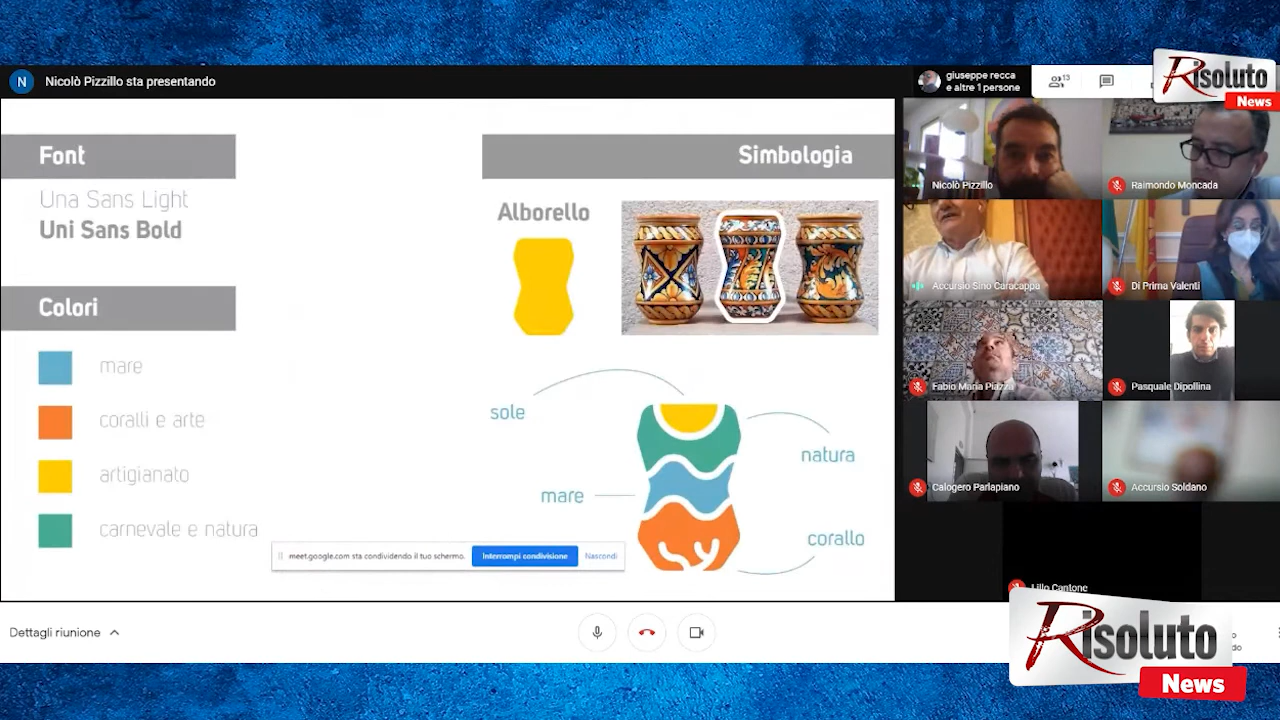 N
Nicolò Pizzillo sta presentando
giuseppe recca
e altre 1 persone
13
Risoluto
News
Font
Una Sans Light
Uni Sans Bold
Simbologia
Alborello
Colori
mare
coralli e arte
artigianato
carnevale e natura
sole
natura
mare
corallo
Nicolò Pizzillo
Raimondo Moncada
Accursio Sino Caracappa
Di Prima Valenti
Fabio Maria Piazza
Pasquale Dipollina
Calogero Parlapiano
Accursio Soldano
Lillo Cantone
meet.google.com sta condividendo il tuo schermo.
Interrompi condivisione
Nascondi
Dettagli riunione
Risoluto
News